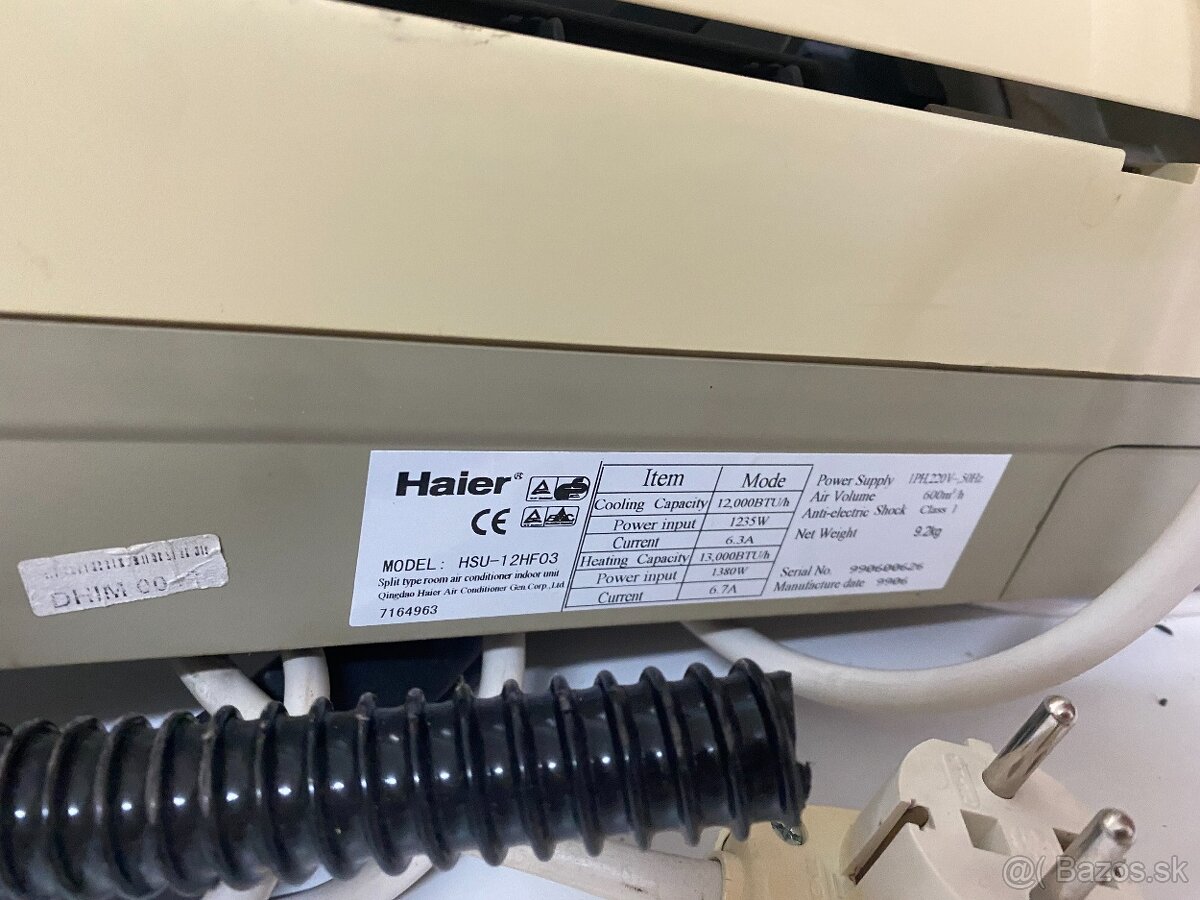 Haier®
CE
MODEL: HSU-12HF03
Split type room air conditioner indoor unit
Qingdao Haier Air Conditioner Gen.Corp.,Ltd.
7164963
Item Mode
Cooling Capacity 12,000BTU/h
Power input 1235W
Current 6.3A
Heating Capacity 13,000BTU/h
Power input 1380W
Current 6.7A
Power Supply 1PH,220V~,50Hz
Air Volume 600m³/h
Anti-electric Shock Class I
Net Weight 9.2kg
Serial No. 990600626
Manufacture date 9906
DHIM 00
@( Bazos.sk